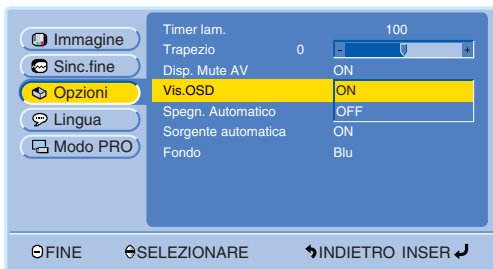 Immagine
Sinc.fine
Opzioni
Lingua
Modo PRO
Timer lam. 100
Trapezio 0 - +
Disp. Mute AV ON
Vis.OSD ON
Spegn. Automatico OFF
Sorgente automatica ON
Fondo Blu
FINE SELEZIONARE INDIETRO INSER